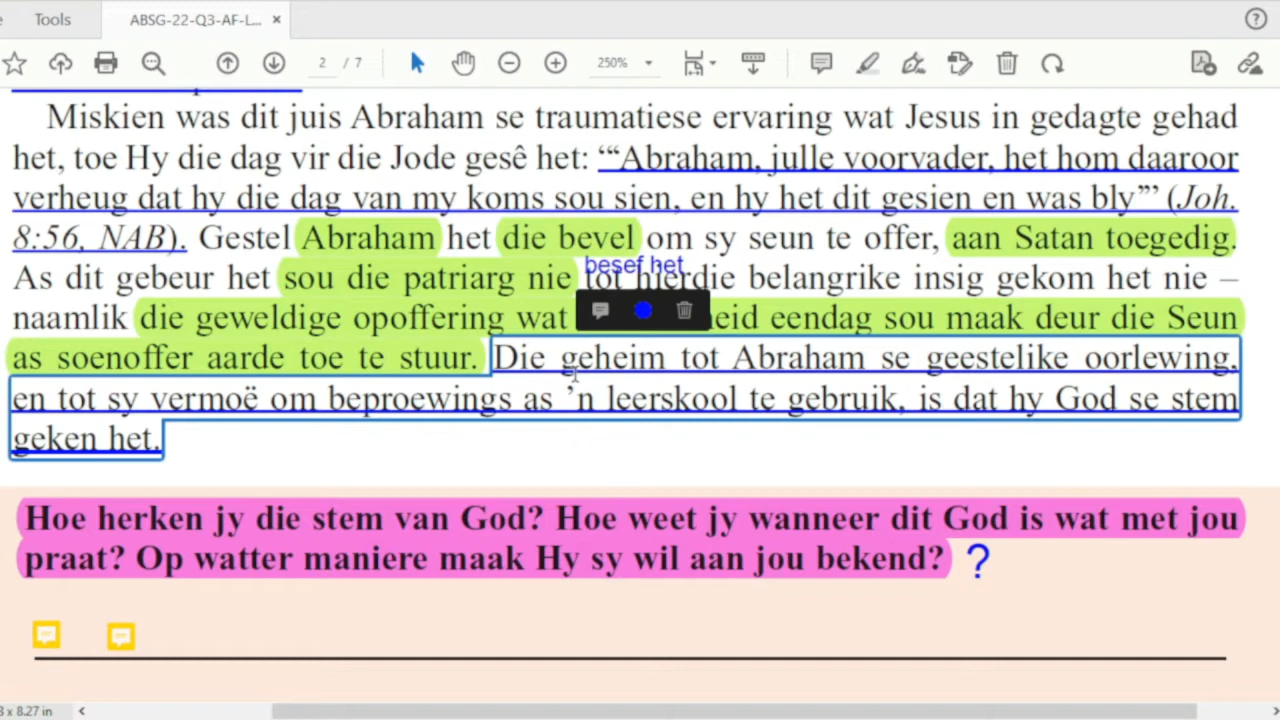 Tools
ABSG-22-Q3-AF-L... ×
2 / 7
250%
Miskien was dit juis Abraham se traumatiese ervaring wat Jesus in gedagte gehad
het, toe Hy die dag vir die Jode gesê het: “‘Abraham, julle voorvader, het hom daaroor
verheug dat hy die dag van my koms sou sien, en hy het dit gesien en was bly’” (Joh.
8:56, NAB). Gestel Abraham het die bevel om sy seun te offer, aan Satan toegedig.
besef het
As dit gebeur het sou die patriarg nie tot hierdie belangrike insig gekom het nie –
naamlik die geweldige opoffering wat heid eendag sou maak deur die Seun
as soenoffer aarde toe te stuur. Die geheim tot Abraham se geestelike oorlewing,
en tot sy vermoë om beproewings as ’n leerskool te gebruik, is dat hy God se stem
geken het.
Hoe herken jy die stem van God? Hoe weet jy wanneer dit God is wat met jou
praat? Op watter maniere maak Hy sy wil aan jou bekend? ?
x 8.27 in